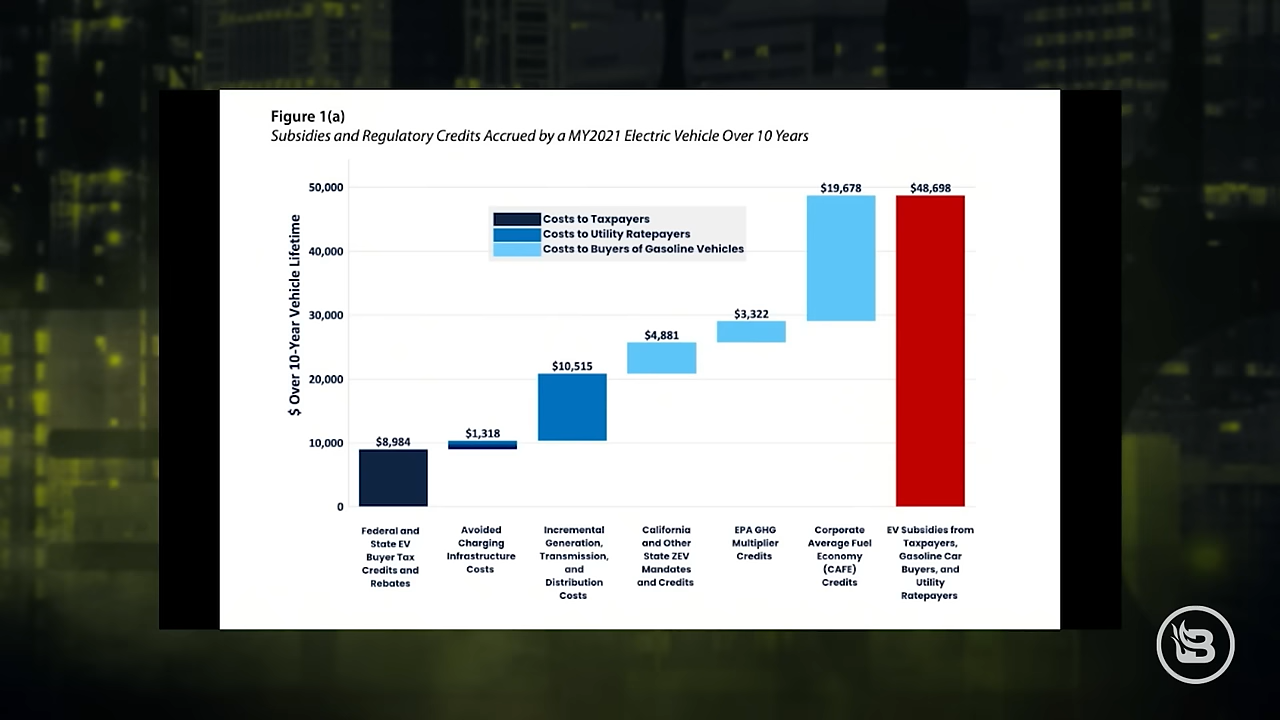 Figure 1(a)
Subsidies and Regulatory Credits Accrued by a MY2021 Electric Vehicle Over 10 Years
$ Over 10-Year Vehicle Lifetime
50,000
40,000
30,000
20,000
10,000
0
Costs to Taxpayers
Costs to Utility Ratepayers
Costs to Buyers of Gasoline Vehicles
$8,984
$1,318
$10,515
$4,881
$3,322
$19,678
$48,698
Federal and
State EV
Buyer Tax
Credits and
Rebates
Avoided
Charging
Infrastructure
Costs
Incremental
Generation,
Transmission,
and
Distribution
Costs
California
and Other
State ZEV
Mandates
and Credits
EPA GHG
Multiplier
Credits
Corporate
Average Fuel
Economy
(CAFE)
Credits
EV Subsidies from
Taxpayers,
Gasoline Car
Buyers, and
Utility
Ratepayers
B